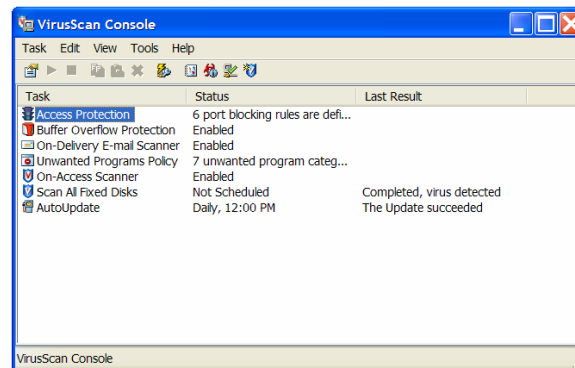 VirusScan Console
Task Edit View Tools Help
Task Status Last Result
Access Protection 6 port blocking rules are defi...
Buffer Overflow Protection Enabled
On-Delivery E-mail Scanner Enabled
Unwanted Programs Policy 7 unwanted program categ...
On-Access Scanner Enabled
Scan All Fixed Disks Not Scheduled Completed, virus detected
AutoUpdate Daily, 12:00 PM The Update succeeded
VirusScan Console